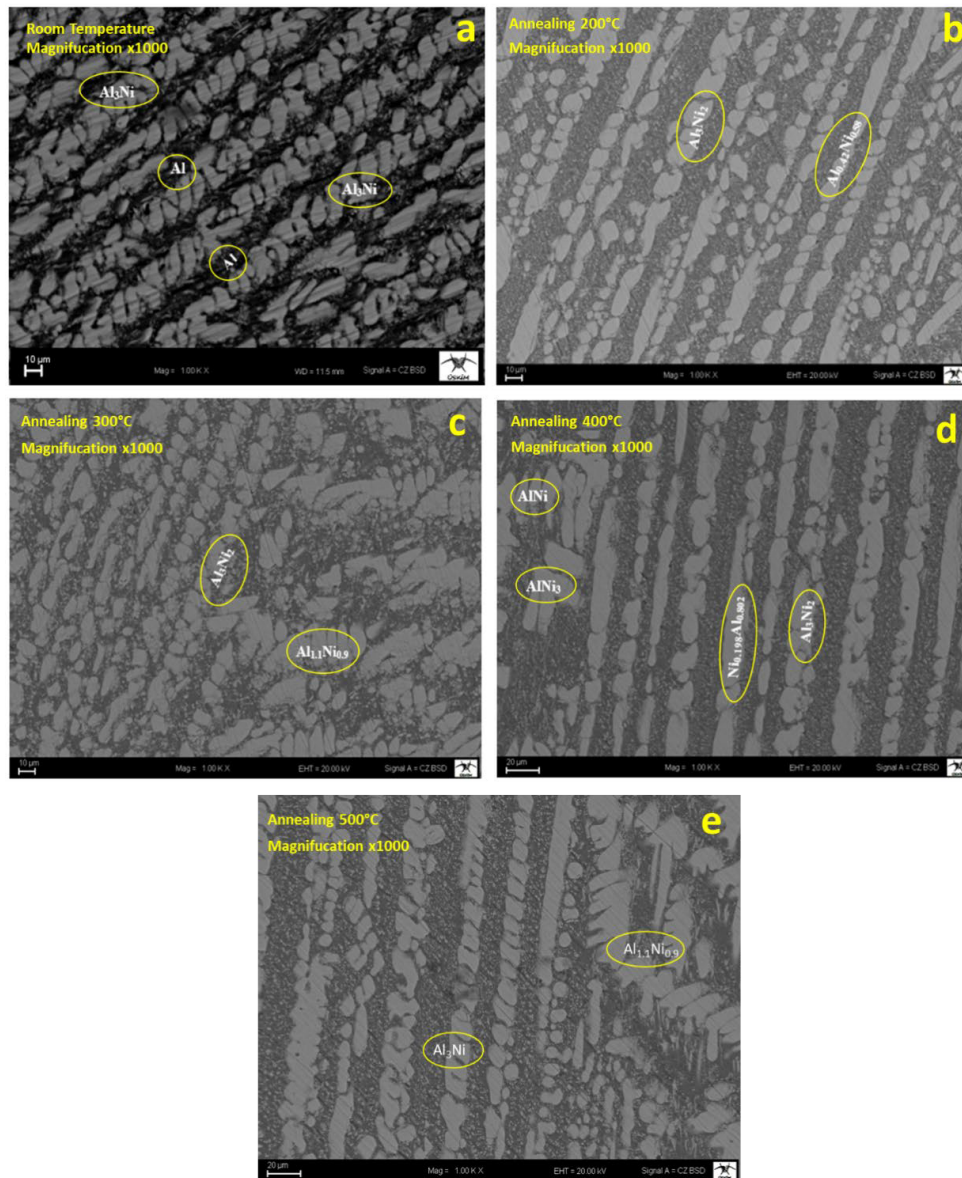 Room Temperature
Magnifucation x1000
a
Al₃Ni
Al
Al₃Ni
Al
10 µm
Mag = 1.00 K X
WD = 11.5 mm
Signal A = CZ BSD
Annealing 200°C
Magnifucation x1000
b
Al₃Ni₂
Al₀.₄₂Ni₀.₅₈
10 µm
Mag = 1.00 K X
EHT = 20.00 kV
Signal A = CZ BSD
Annealing 300°C
Magnifucation x1000
c
Al₃Ni₂
Al₁.₁Ni₀.₉
10 µm
Mag = 1.00 K X
EHT = 20.00 kV
Signal A = CZ BSD
Annealing 400°C
Magnifucation x1000
d
AlNi
AlNi₃
Ni₀.₁₉₈Al₀.₈₀₂
Al₃Ni₂
20 µm
Mag = 1.00 K X
EHT = 20.00 kV
Signal A = CZ BSD
Annealing 500°C
Magnifucation x1000
e
Al₁.₁Ni₀.₉
Al₃Ni
20 µm
Mag = 1.00 K X
EHT = 20.00 kV
Signal A = CZ BSD